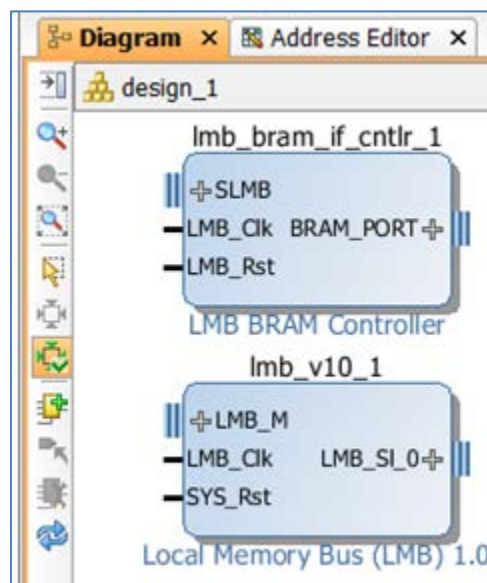 Diagram × Address Editor ×
design_1
lmb_bram_if_cntlr_1
SLMB
LMB_Clk BRAM_PORT
LMB_Rst
LMB BRAM Controller
lmb_v10_1
LMB_M
LMB_Clk LMB_Sl_0
SYS_Rst
Local Memory Bus (LMB) 1.0